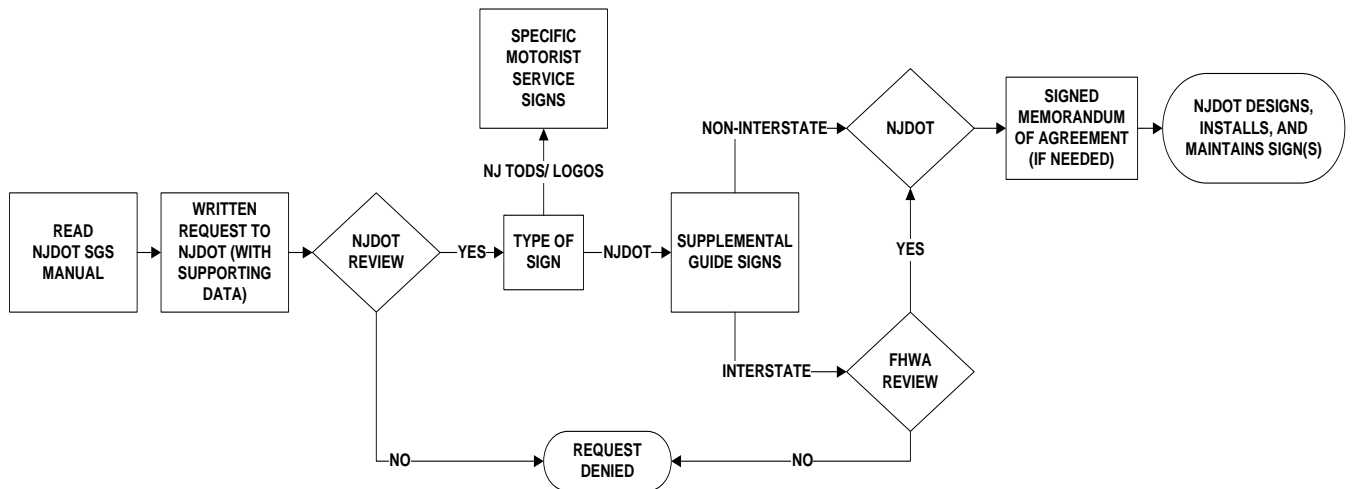 SPECIFIC
MOTORIST
SERVICE
SIGNS
NJ TODS/ LOGOS
READ
NJDOT SGS
MANUAL
WRITTEN
REQUEST TO
NJDOT (WITH
SUPPORTING
DATA)
NJDOT
REVIEW
YES
TYPE OF
SIGN
NJDOT
SUPPLEMENTAL
GUIDE SIGNS
NON-INTERSTATE
NJDOT
SIGNED
MEMORANDUM
OF AGREEMENT
(IF NEEDED)
NJDOT DESIGNS,
INSTALLS, AND
MAINTAINS SIGN(S)
YES
INTERSTATE
FHWA
REVIEW
NO
REQUEST
DENIED
NO